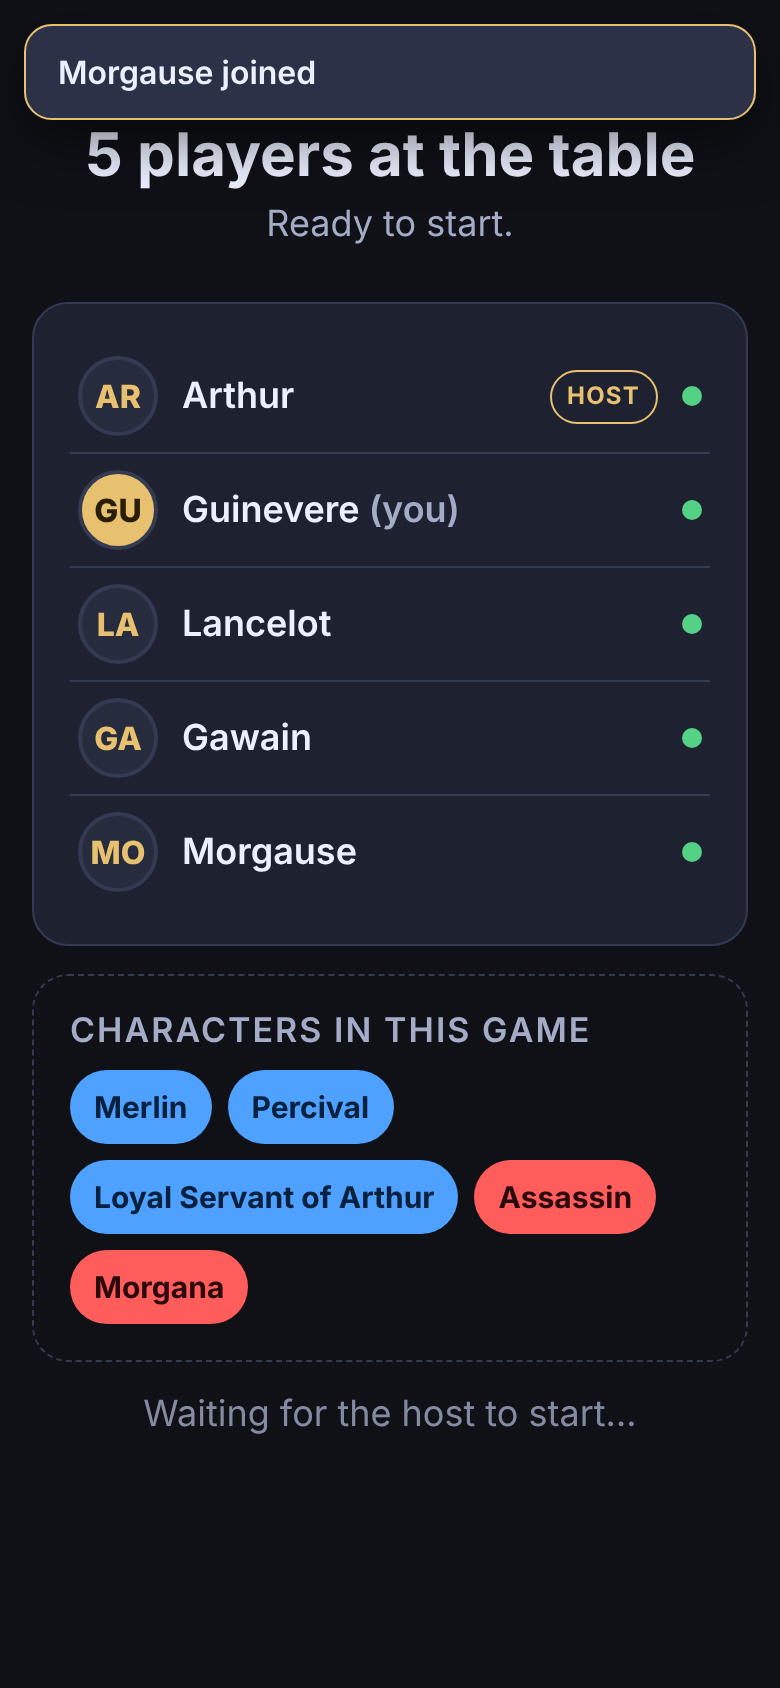 Morgause joined
5 players at the table
Ready to start.
AR Arthur HOST
GU Guinevere (you)
LA Lancelot
GA Gawain
MO Morgause
CHARACTERS IN THIS GAME
Merlin Percival
Loyal Servant of Arthur Assassin
Morgana
Waiting for the host to start...